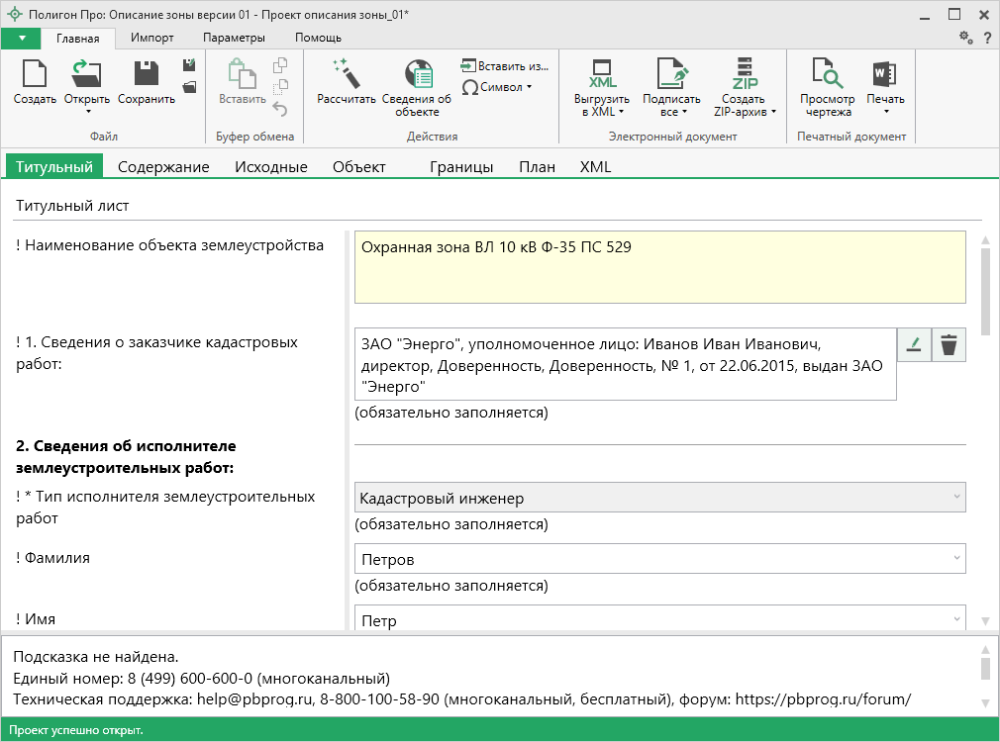 Полигон Про: Описание зоны версии 01 - Проект описания зоны_01*
Главная Импорт Параметры Помощь ?
Создать Открыть Сохранить Вставить Рассчитать Сведения об объекте Вставить из... Символ XML Выгрузить в XML Подписать все ZIP Создать ZIP-архив Просмотр чертежа W Печать
Файл Буфер обмена Действия Электронный документ Печатный документ
Титульный Содержание Исходные Объект Границы План XML
Титульный лист
! Наименование объекта землеустройства
Охранная зона ВЛ 10 кВ Ф-35 ПС 529
! 1. Сведения о заказчике кадастровых
работ:
ЗАО "Энерго", уполномоченное лицо: Иванов Иван Иванович,
директор, Доверенность, Доверенность, № 1, от 22.06.2015, выдан ЗАО
"Энерго"
(обязательно заполняется)
2. Сведения об исполнителе
землеустроительных работ:
! * Тип исполнителя землеустроительных
работ
Кадастровый инженер
(обязательно заполняется)
! Фамилия
Петров
(обязательно заполняется)
! Имя
Петр
Подсказка не найдена.
Единый номер: 8 (499) 600-600-0 (многоканальный)
Техническая поддержка: help@pbprog.ru, 8-800-100-58-90 (многоканальный, бесплатный), форум: https://pbprog.ru/forum/
Проект успешно открыт.